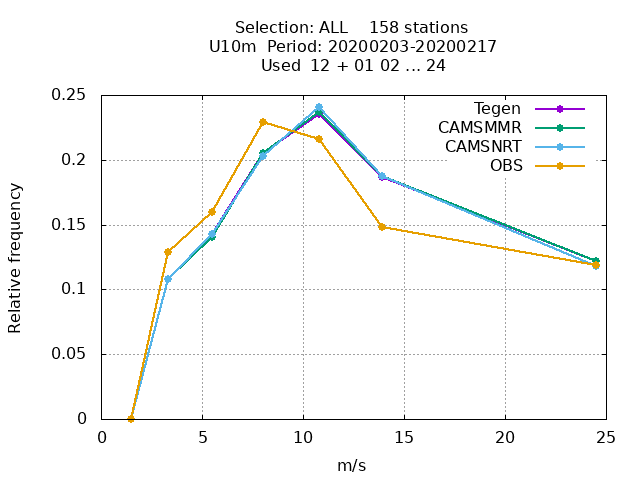 Selection: ALL    158 stations
U10m  Period: 20200203-20200217
Used  12 + 01 02 ... 24
Relative frequency
0.25
0.2
0.15
0.1
0.05
0
Tegen
CAMSMMR
CAMSNRT
OBS
0 5 10 15 20 25
m/s